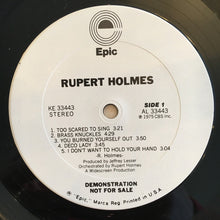 Epic
RUPERT HOLMES
KE 33443
STEREO
SIDE 1
AL 33443
℗ 1975 CBS Inc.
1. TOO SCARED TO SING 3:21
2. BRASS KNUCKLES 4:29
3. YOU BURNED YOURSELF OUT 3:50
4. DECO LADY 3:45
5. I DON'T WANT TO HOLD YOUR HAND 3:04
-R. Holmes-
Produced by Jeffrey Lesser
Orchestrated by Rupert Holmes
A Widescreen Production
DEMONSTRATION
NOT FOR SALE
® "Epic," Marca Reg. Printed in U.S.A.